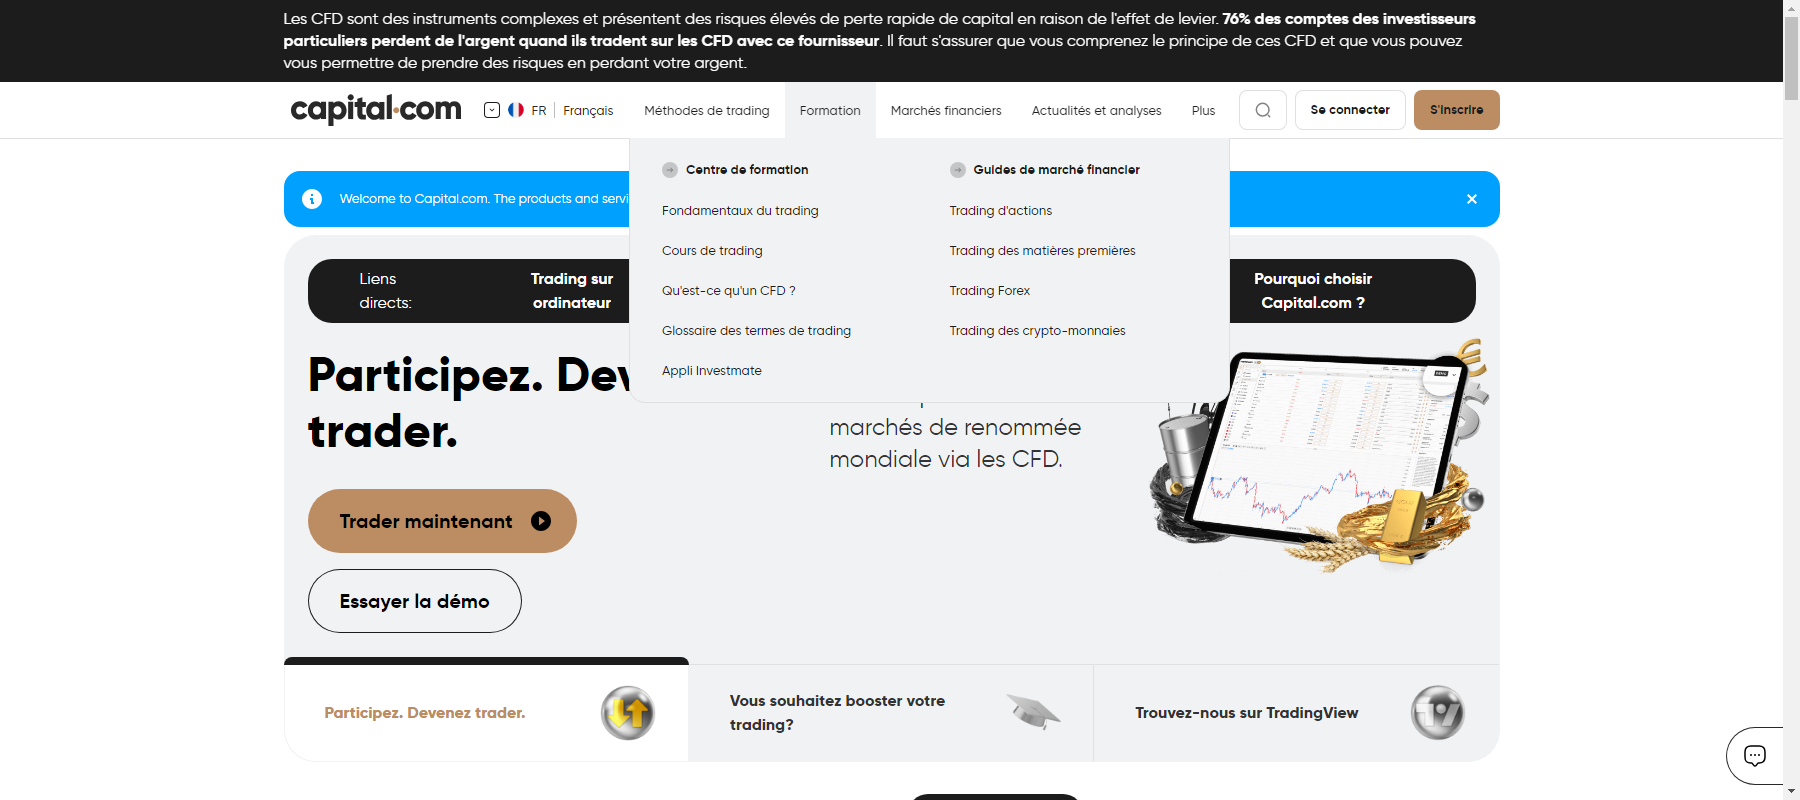 Les CFD sont des instruments complexes et présentent des risques élevés de perte rapide de capital en raison de l'effet de levier. 76% des comptes des investisseurs
particuliers perdent de l'argent quand ils tradent sur les CFD avec ce fournisseur. Il faut s'assurer que vous comprenez le principe de ces CFD et que vous pouvez
vous permettre de prendre des risques en perdant votre argent.
capital.com
FR Français
Méthodes de trading
Formation
Marchés financiers
Actualités et analyses
Plus
Se connecter
S'inscrire
Centre de formation
Fondamentaux du trading
Cours de trading
Qu'est-ce qu'un CFD ?
Glossaire des termes de trading
Appli Investmate
Guides de marché financier
Trading d'actions
Trading des matières premières
Trading Forex
Trading des crypto-monnaies
Welcome to Capital.com. The products and servi
Liens
directs:
Trading sur
ordinateur
Pourquoi choisir
Capital.com ?
Participez. Dev
trader.
marchés de renommée
mondiale via les CFD.
Trader maintenant
Essayer la démo
Participez. Devenez trader.
Vous souhaitez booster votre
trading?
Trouvez-nous sur TradingView